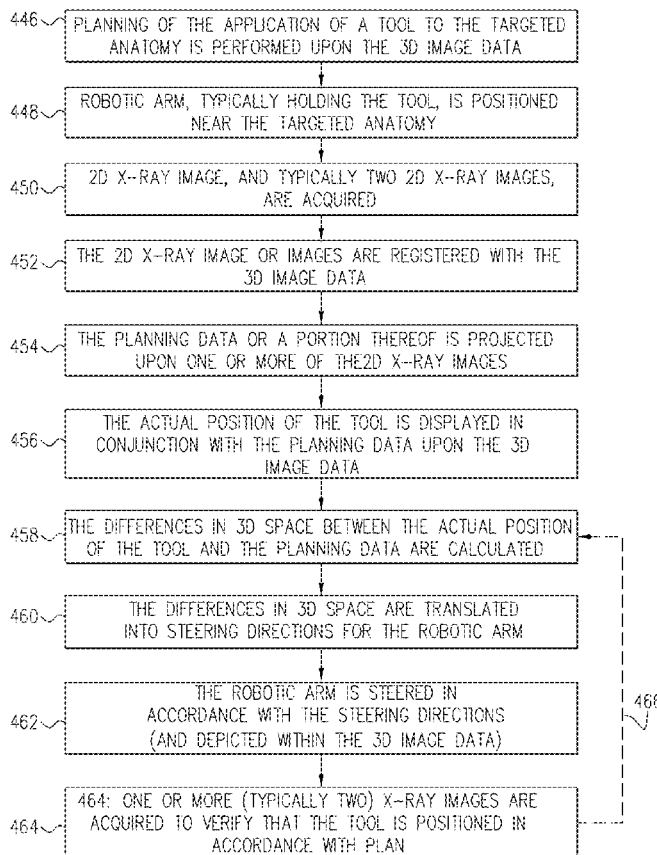 446
PLANNING OF THE APPLICATION OF A TOOL TO THE TARGETED
ANATOMY IS PERFORMED UPON THE 3D IMAGE DATA
448
ROBOTIC ARM, TYPICALLY HOLDING THE TOOL, IS POSITIONED
NEAR THE TARGETED ANATOMY
450
2D X-RAY IMAGE, AND TYPICALLY TWO 2D X-RAY IMAGES,
ARE ACQUIRED
452
THE 2D X-RAY IMAGE OR IMAGES ARE REGISTERED WITH THE
3D IMAGE DATA
454
THE PLANNING DATA OR A PORTION THEREOF IS PROJECTED
UPON ONE OR MORE OF THE2D X-RAY IMAGES
456
THE ACTUAL POSITION OF THE TOOL IS DISPLAYED IN
CONJUNCTION WITH THE PLANNING DATA UPON THE 3D
IMAGE DATA
458
THE DIFFERENCES IN 3D SPACE BETWEEN THE ACTUAL POSITION
OF THE TOOL AND THE PLANNING DATA ARE CALCULATED
460
THE DIFFERENCES IN 3D SPACE ARE TRANSLATED
INTO STEERING DIRECTIONS FOR THE ROBOTIC ARM
462
THE ROBOTIC ARM IS STEERED IN
ACCORDANCE WITH THE STEERING DIRECTIONS
(AND DEPICTED WITHIN THE 3D IMAGE DATA)
466
464
464: ONE OR MORE (TYPICALLY TWO) X-RAY IMAGES ARE
ACQUIRED TO VERIFY THAT THE TOOL IS POSITIONED IN
ACCORDANCE WITH PLAN